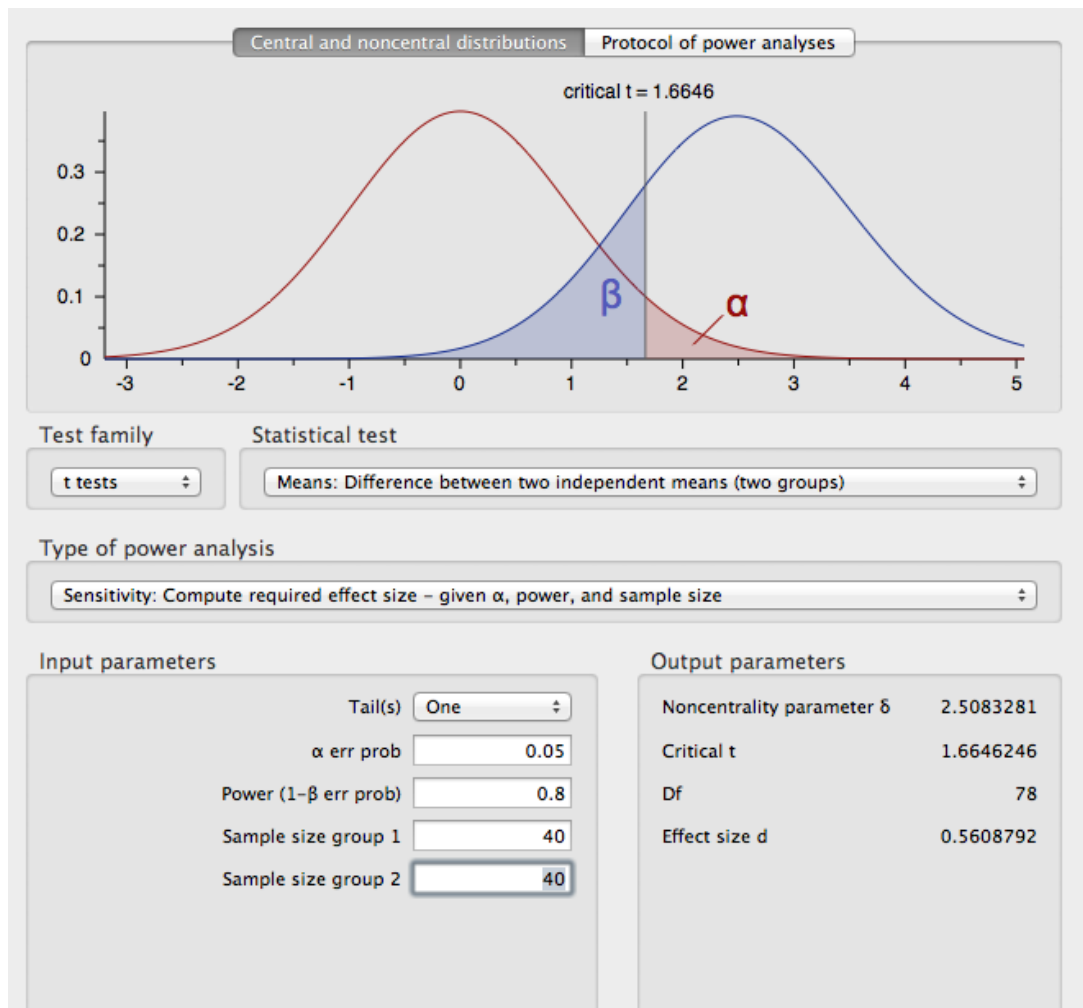 Central and noncentral distributions Protocol of power analyses
critical t = 1.6646
0.3
0.2
β
0.1
α
0
-3 -2 -1 0 1 2 3 4 5
Test family Statistical test
t tests Means: Difference between two independent means (two groups)
Type of power analysis
Sensitivity: Compute required effect size – given α, power, and sample size
Input parameters
Tail(s) One
α err prob 0.05
Power (1-β err prob) 0.8
Sample size group 1 40
Sample size group 2 40
Output parameters
Noncentrality parameter δ 2.5083281
Critical t 1.6646246
Df 78
Effect size d 0.5608792